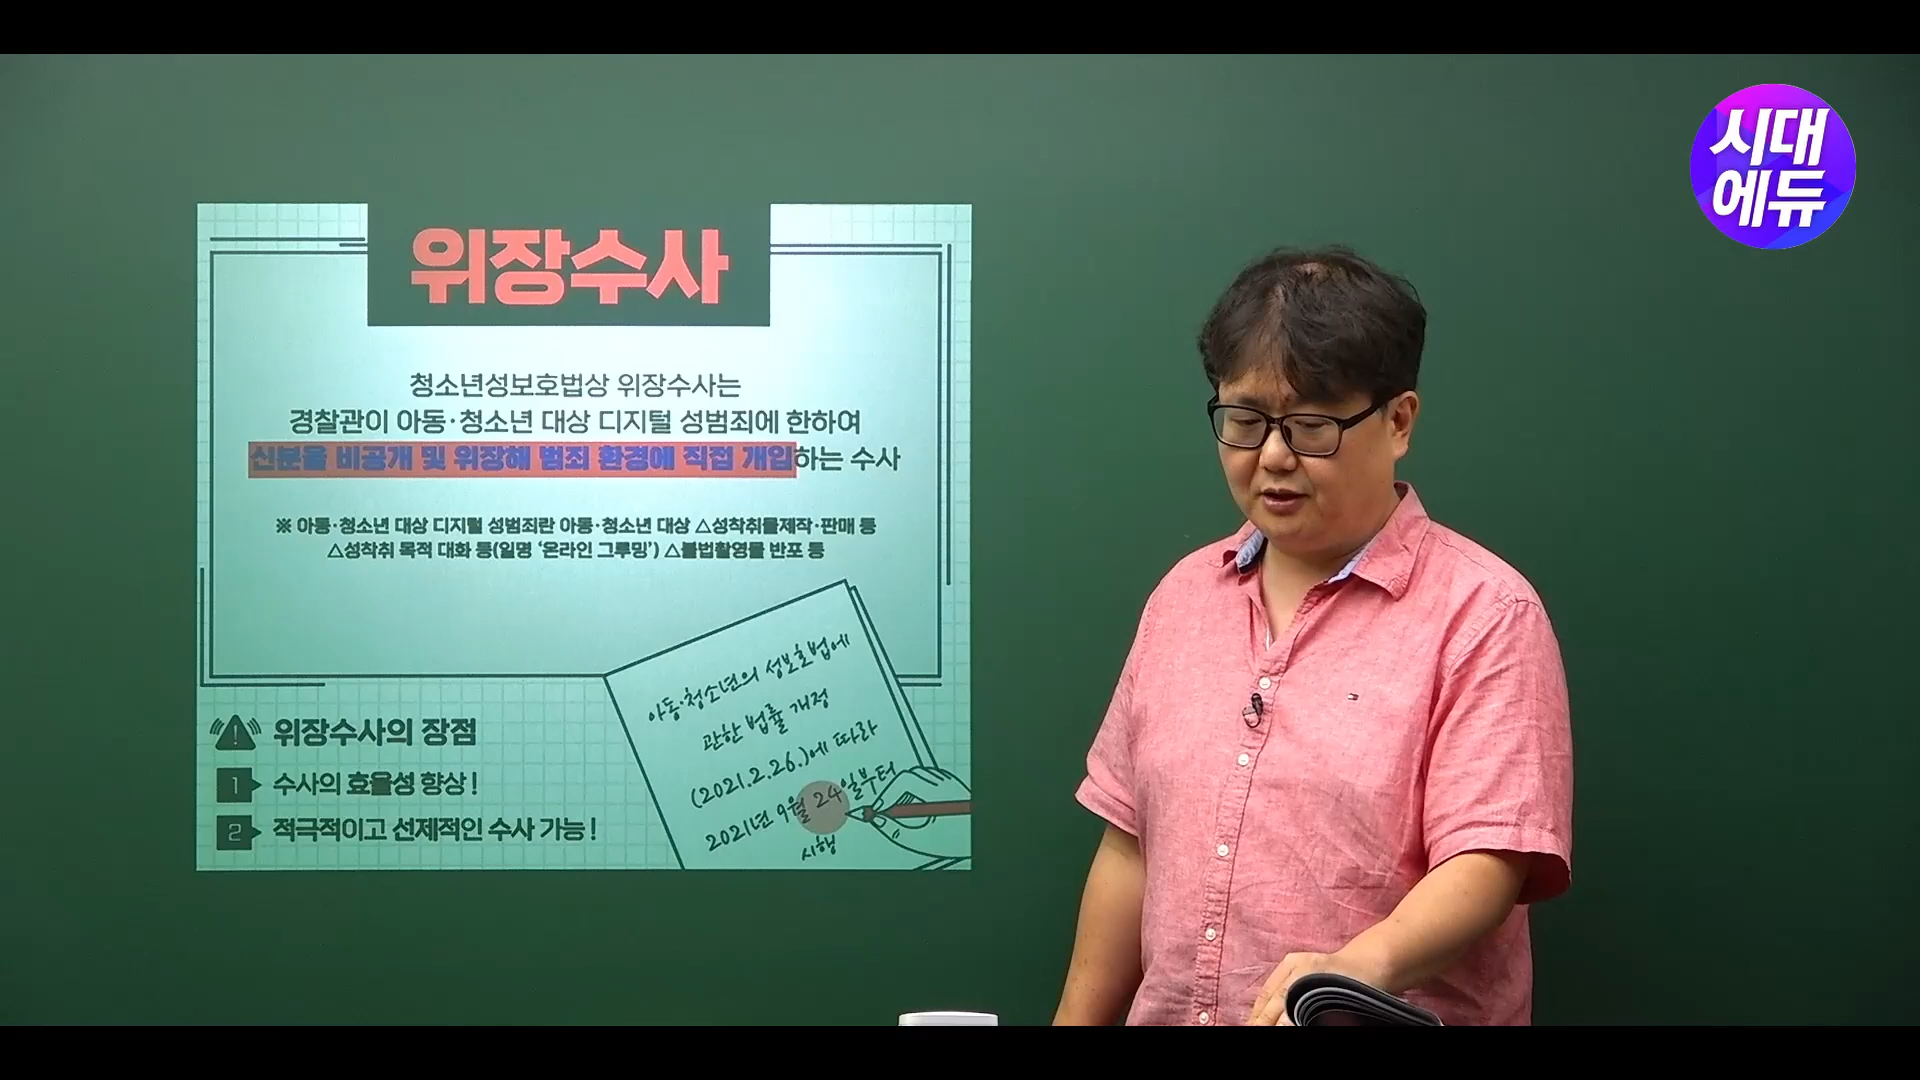 시대
에듀
위장수사
청소년성보호법상 위장수사는
경찰관이 아동·청소년 대상 디지털 성범죄에 한하여
신분을 비공개 및 위장해 범죄 환경에 직접 개입하는 수사
※ 아동·청소년 대상 디지털 성범죄란 아동·청소년 대상 △성착취물제작·판매 등
△성착취 목적 대화 등(일명 '온라인 그루밍') △불법촬영물 반포 등
아동·청소년의 성보호법에
관한 법률 개정
(2021.2.26.)에 따라
2021년 9월 24일부터
시행
위장수사의 장점
1 수사의 효율성 향상!
2 적극적이고 선제적인 수사 가능!